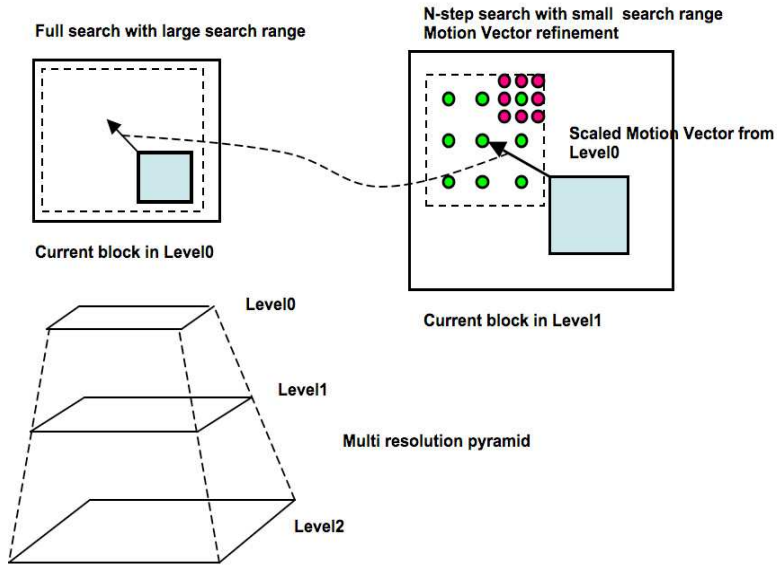 Full search with large search range
N-step search with small search range
Motion Vector refinement
Scaled Motion Vector from
Level0
Current block in Level0
Current block in Level1
Level0
Level1
Multi resolution pyramid
Level2